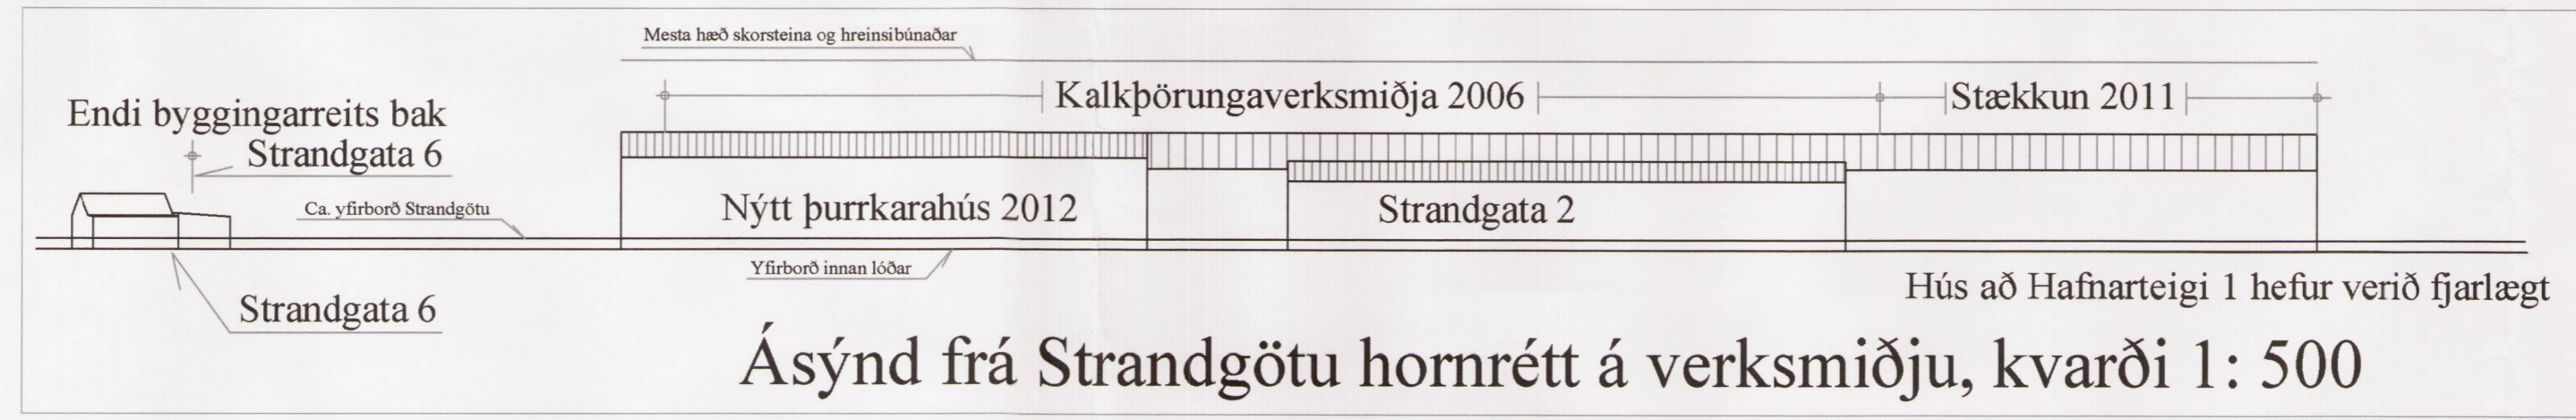 Mesta hæð skorsteina og hreinsibúnaðar
Kalkþörungaverksmiðja 2006
Stækkun 2011
Endi byggingarreits bak
Strandgata 6
Ca. yfirborð Strandgötu
Nýtt þurrkarahús 2012
Strandgata 2
Yfirborð innan lóðar
Strandgata 6
Hús að Hafnarteigi 1 hefur verið fjarlægt
Ásýnd frá Strandgötu hornrétt á verksmiðju, kvarði 1: 500